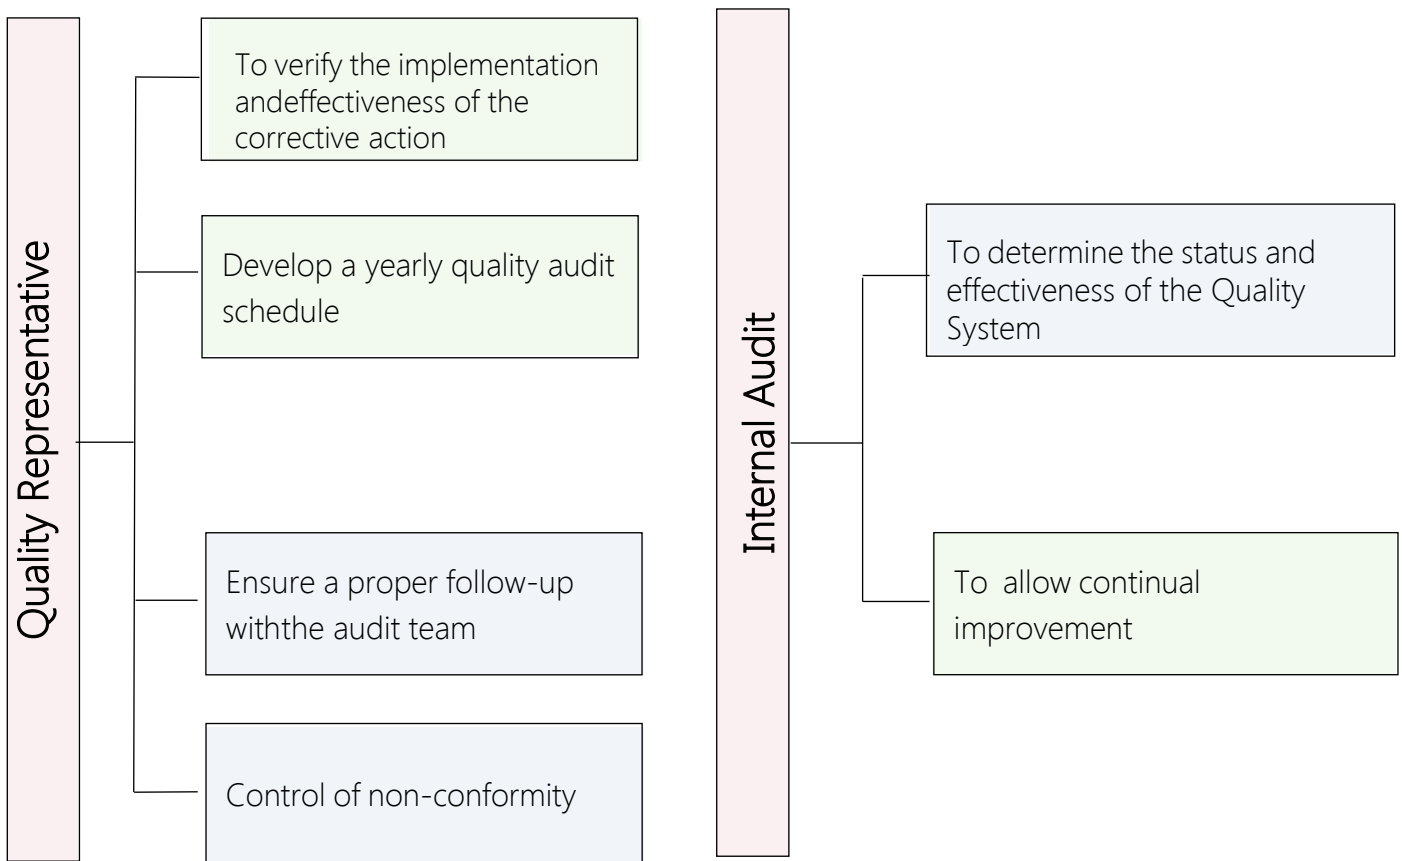 Quality Representative
To verify the implementation
andeffectiveness of the
corrective action
Develop a yearly quality audit
schedule
Ensure a proper follow-up
withthe audit team
Control of non-conformity
Internal Audit
To determine the status and
effectiveness of the Quality
System
To allow continual
improvement